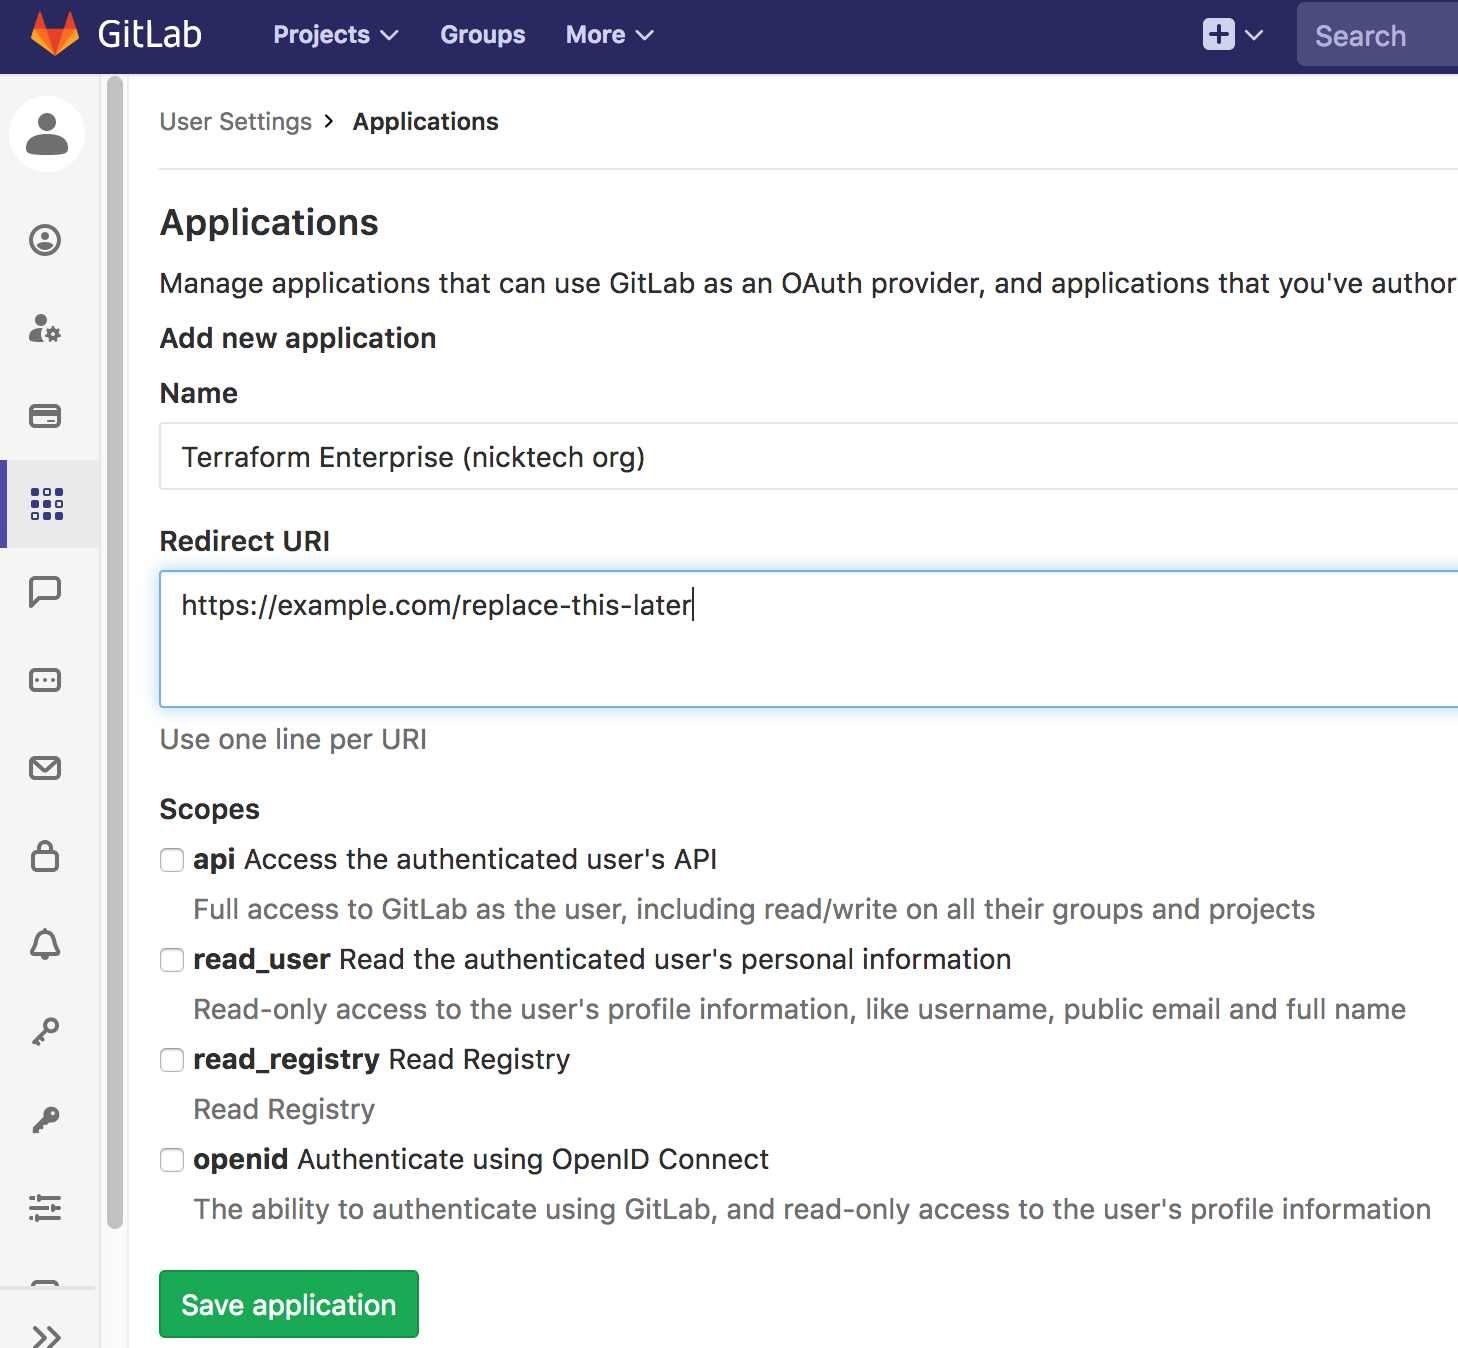 GitLab Projects Groups More Search
User Settings > Applications
Applications
Manage applications that can use GitLab as an OAuth provider, and applications that you've author
Add new application
Name
Terraform Enterprise (nicktech org)
Redirect URI
https://example.com/replace-this-later
Use one line per URI
Scopes
api Access the authenticated user's API
Full access to GitLab as the user, including read/write on all their groups and projects
read_user Read the authenticated user's personal information
Read-only access to the user's profile information, like username, public email and full name
read_registry Read Registry
Read Registry
openid Authenticate using OpenID Connect
The ability to authenticate using GitLab, and read-only access to the user's profile information
Save application